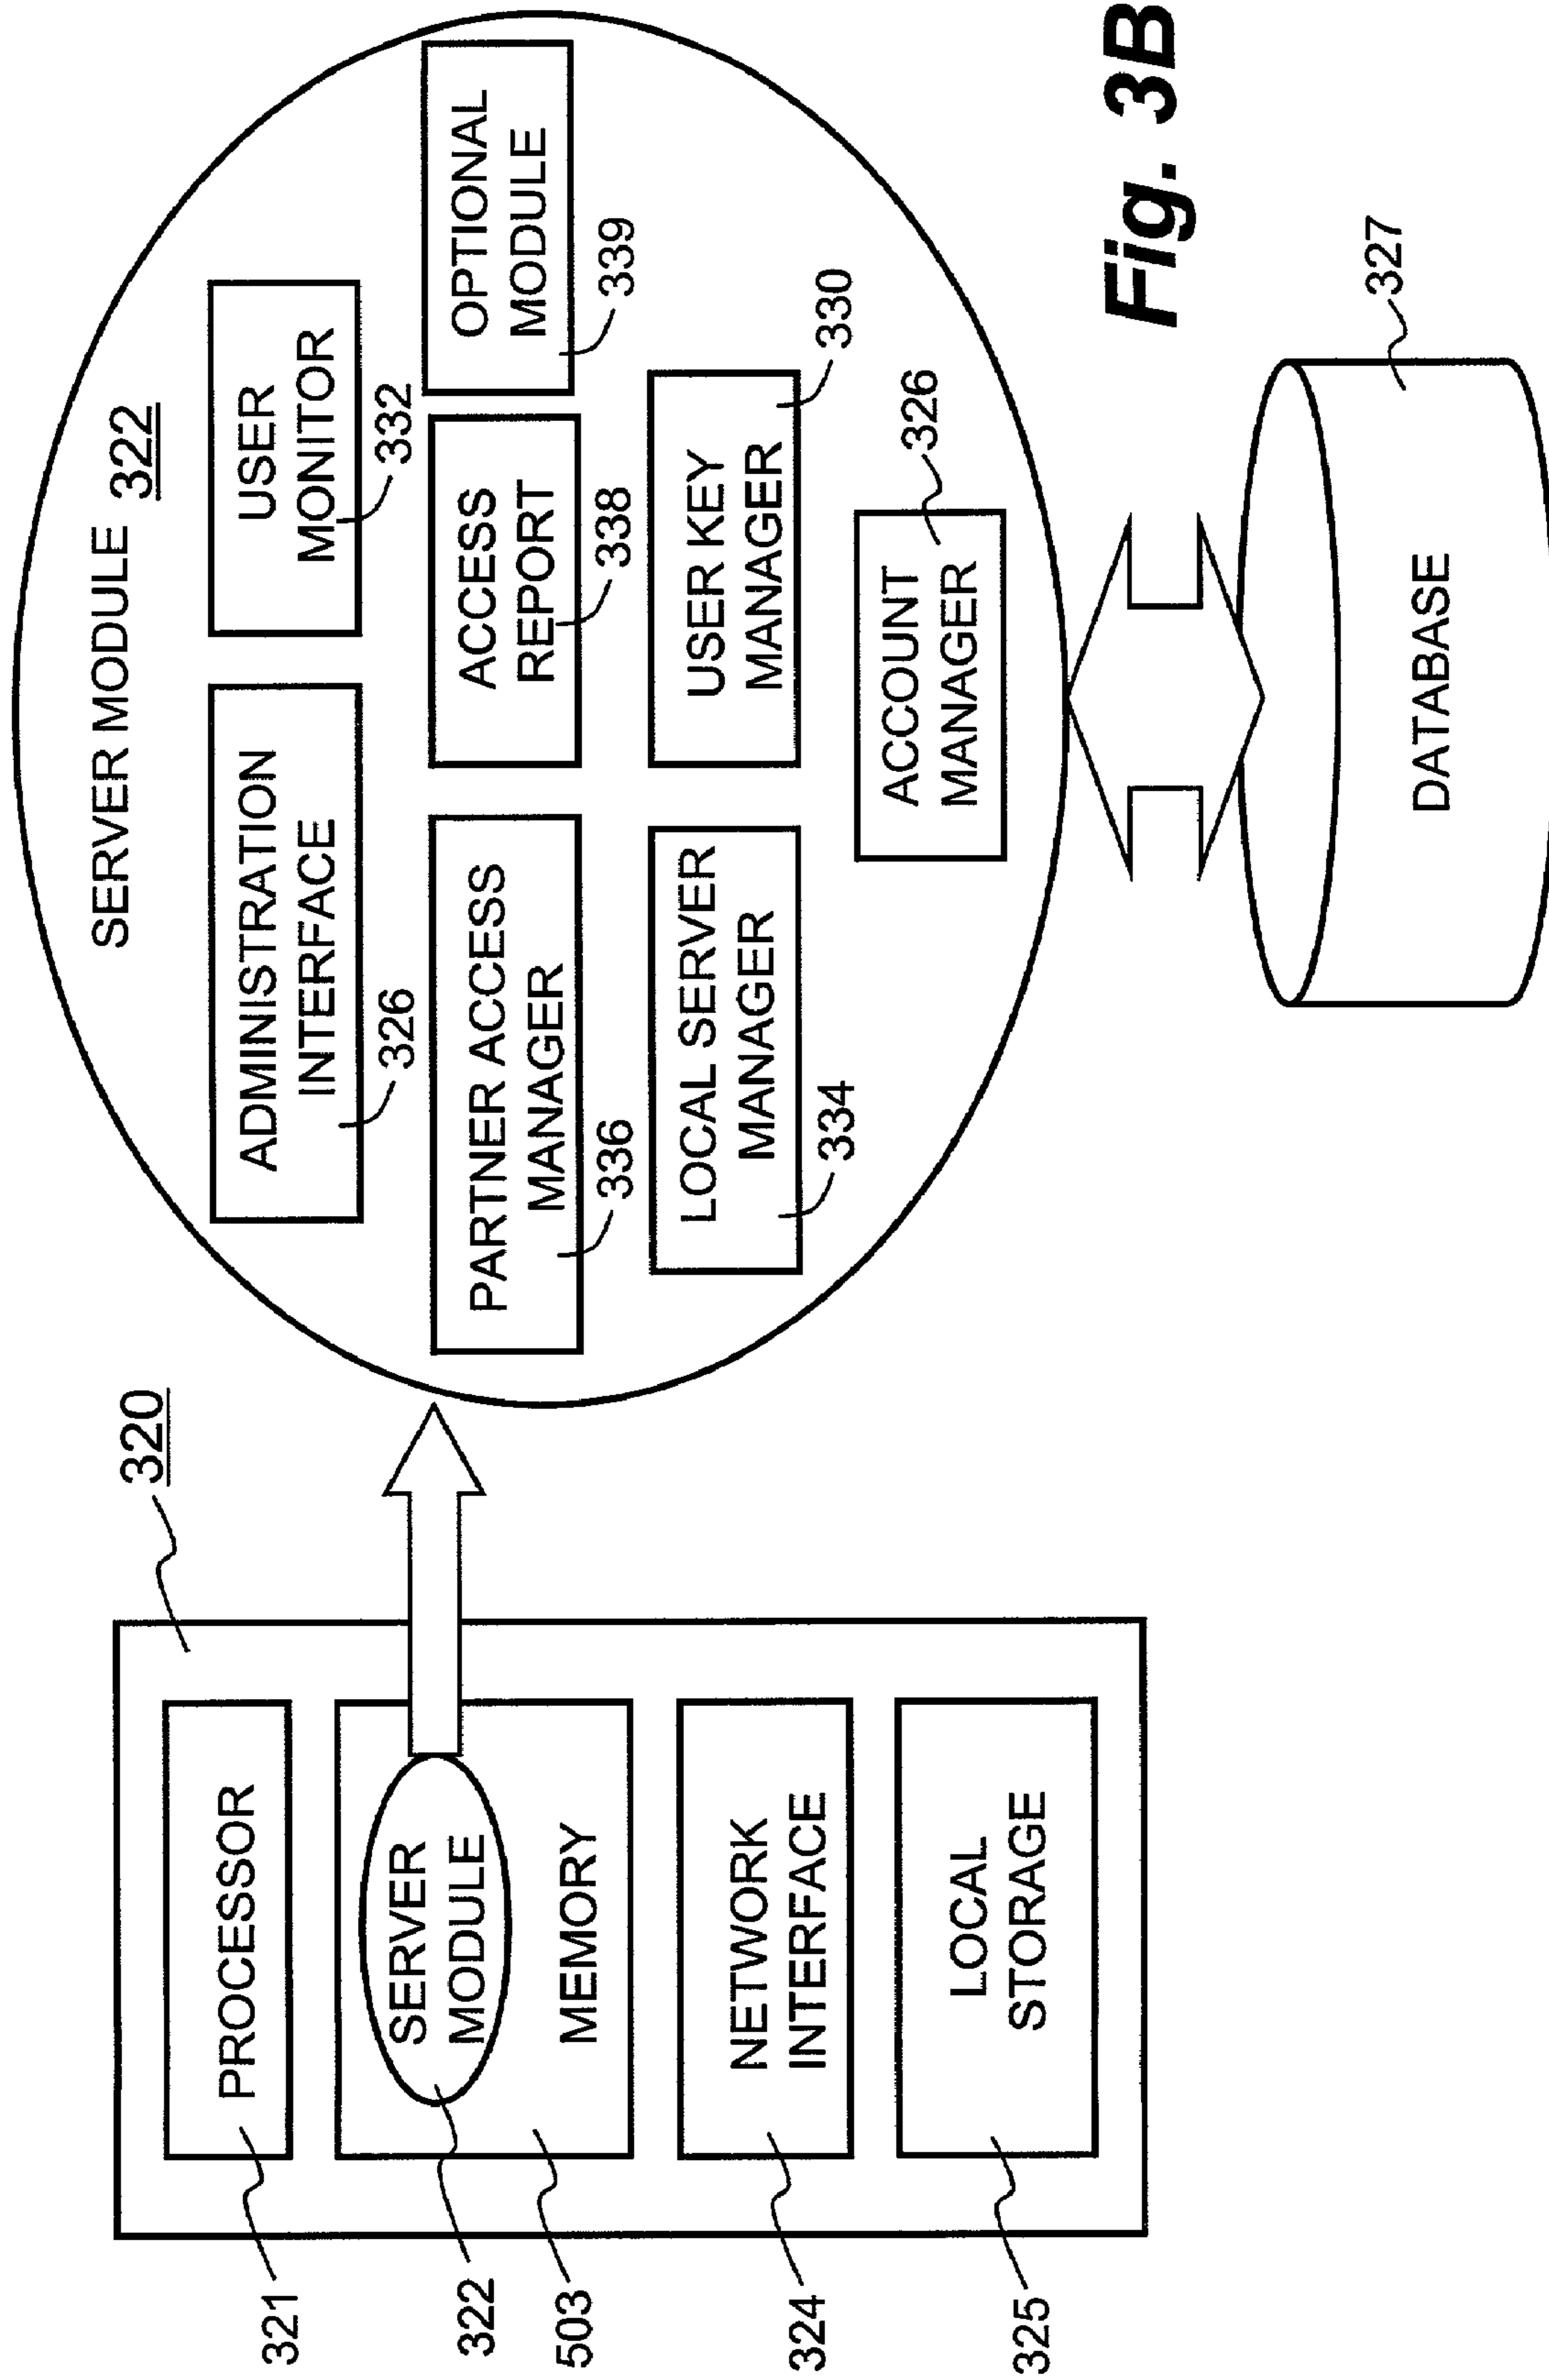 320
PROCESSOR
321
SERVER
MODULE
322
MEMORY
503
NETWORK
INTERFACE
324
LOCAL
STORAGE
325
SERVER MODULE 322
ADMINISTRATION
INTERFACE
326
USER
MONITOR
332
PARTNER ACCESS
MANAGER
336
ACCESS
REPORT
338
OPTIONAL
MODULE
339
LOCAL SERVER
MANAGER
334
USER KEY
MANAGER
330
ACCOUNT
MANAGER
326
DATABASE
327
Fig. 3B